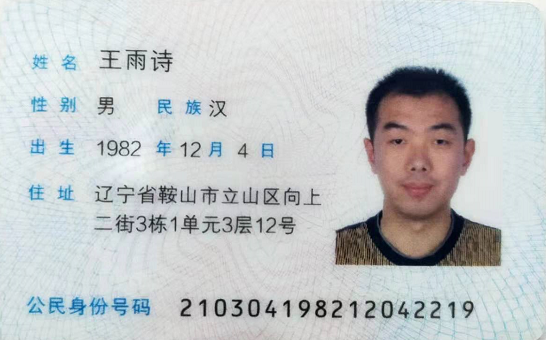 姓名 王雨诗
性别 男 民族 汉
出生 1982 年 12 月 4 日
住址 辽宁省鞍山市立山区向上
二街3栋1单元3层12号
公民身份号码 210304198212042219